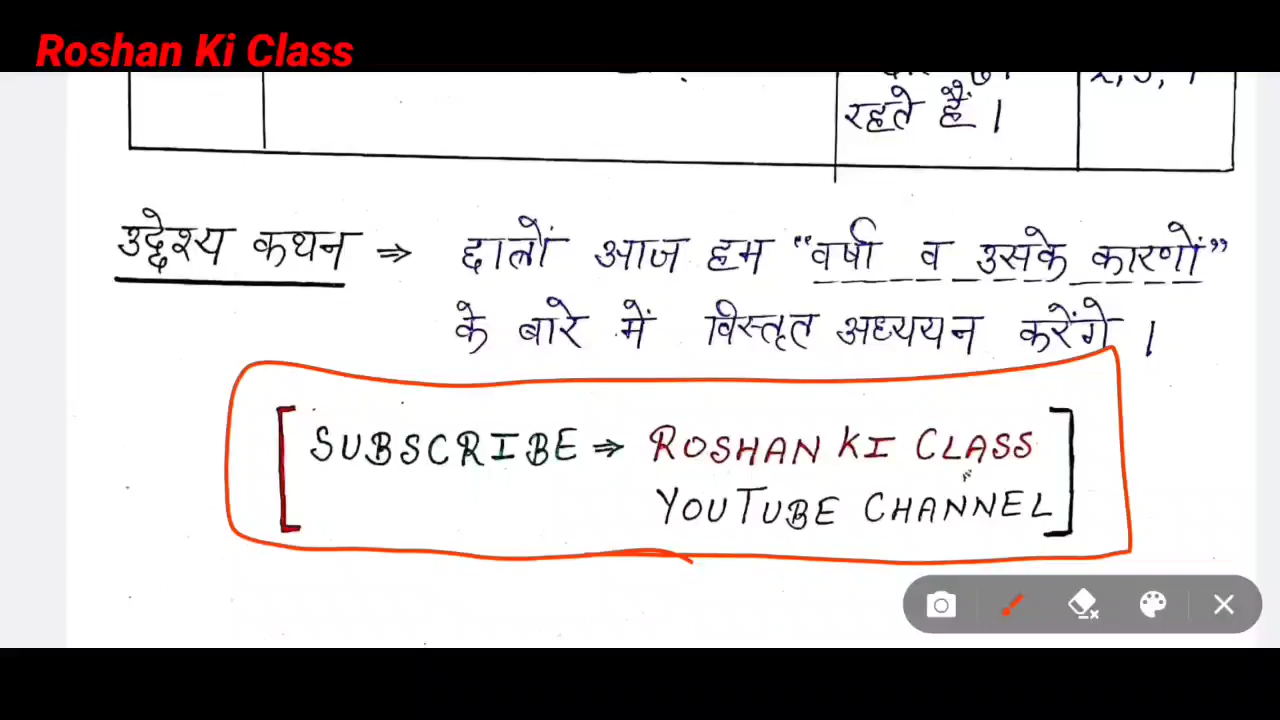 Roshan Ki Class
रहते हैं ।
उद्देश्य कथन ⇒ छात्रों आज हम "वर्षा व उसके कारणों"
के बारे में विस्तृत अध्ययन करेंगे ।
[SUBSCRIBE ⇒ ROSHAN KI CLASS
YOUTUBE CHANNEL]